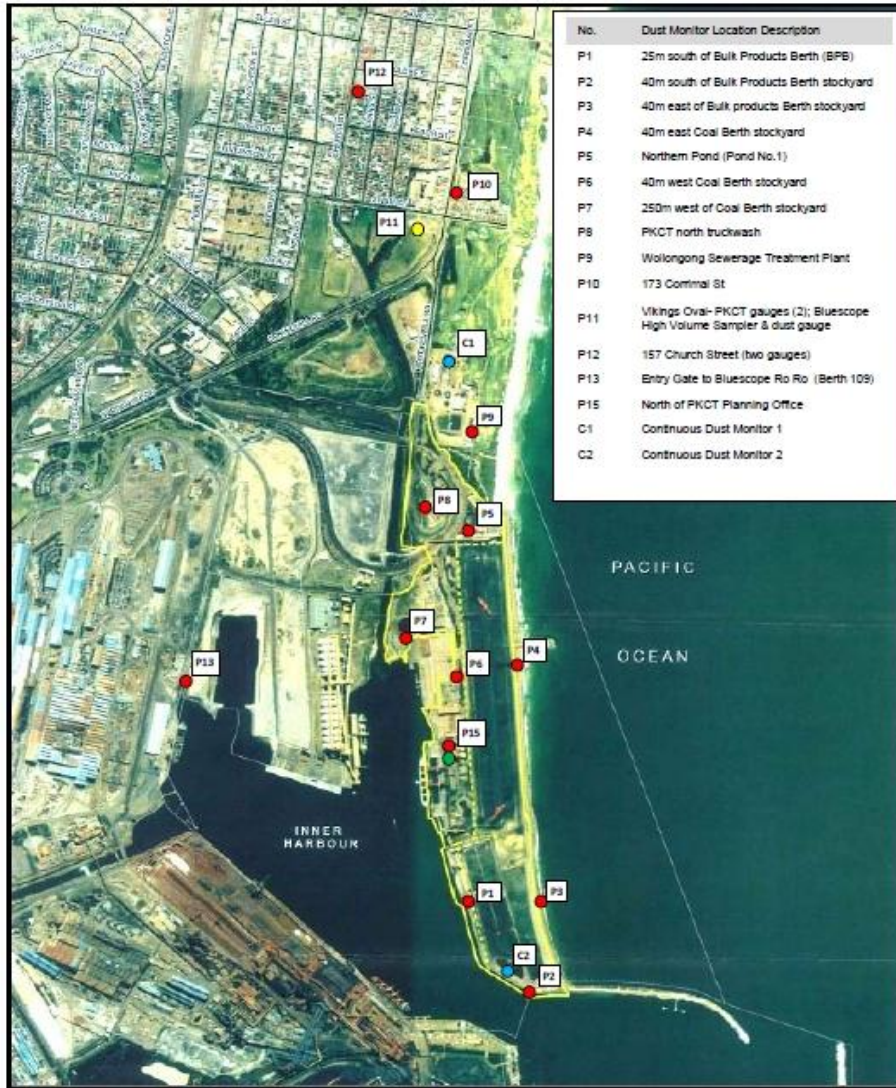 No. Dust Monitor Location Description
P1 25m south of Bulk Products Berth (BPB)
P2 40m south of Bulk Products Berth stockyard
P3 40m east of Bulk products Berth stockyard
P4 40m east Coal Berth stockyard
P5 Northern Pond (Pond No.1)
P6 40m west Coal Berth stockyard
P7 250m west of Coal Berth stockyard
P8 PKCT north truckwash
P9 Wollongong Sewerage Treatment Plant
P10 173 Corrimal St
P11 Vikings Oval- PKCT gauges (2); Bluescope
High Volume Sampler & dust gauge
P12 157 Church Street (two gauges)
P13 Entry Gate to Bluescope Ro Ro (Berth 109)
P15 North of PKCT Planning Office
C1 Continuous Dust Monitor 1
C2 Continuous Dust Monitor 2
P12
P10
P11
C1
P9
P8
P5
PACIFIC
P7
OCEAN
P4
P13
P6
P15
INNER
HARBOUR
P1
P3
C2
P2